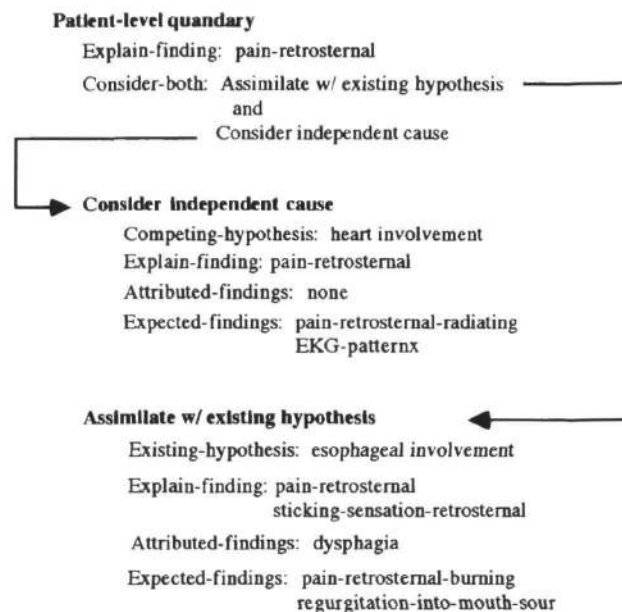 Patient-level quandary
Explain-finding: pain-retrosternal
Consider-both: Assimilate w/ existing hypothesis
and
Consider independent cause
Consider independent cause
Competing-hypothesis: heart involvement
Explain-finding: pain-retrosternal
Attributed-findings: none
Expected-findings: pain-retrosternal-radiating
EKG-patternx
Assimilate w/ existing hypothesis
Existing-hypothesis: esophageal involvement
Explain-finding: pain-retrosternal
sticking-sensation-retrosternal
Attributed-findings: dysphagia
Expected-findings: pain-retrosternal-burning
regurgitation-into-mouth-sour